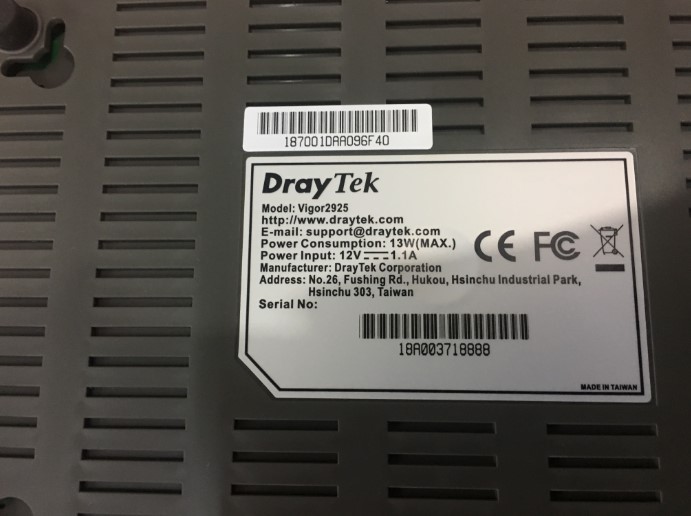 187001DAA096F40
DrayTek
Model: Vigor2925
http://www.draytek.com
E-mail: support@draytek.com
Power Consumption: 13W(MAX.)
Power Input: 12V⎓1.1A
Manufacturer: DrayTek Corporation
Address: No.26, Fushing Rd., Hukou, Hsinchu Industrial Park,
Hsinchu 303, Taiwan
Serial No:
CE FC
18A003718888
MADE IN TAIWAN